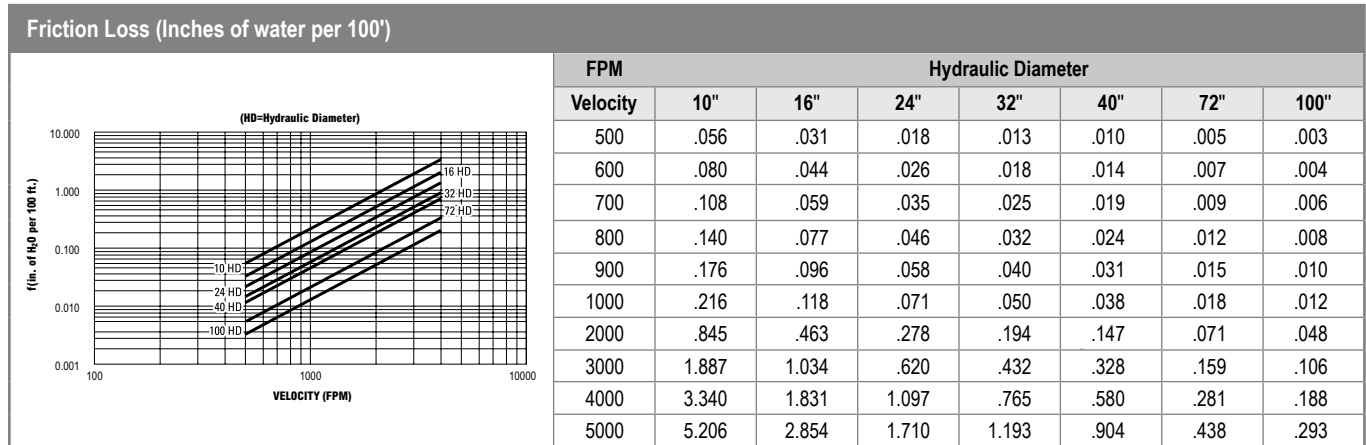 Friction Loss (Inches of water per 100')
(HD=Hydraulic Diameter)
10.000
1.000
0.100
0.010
0.001
f(in. of H₂0 per 100 ft.)
16 HD
32 HD
72 HD
10 HD
24 HD
40 HD
100 HD
100 1000 10000
VELOCITY (FPM)
FPM Hydraulic Diameter
Velocity 10" 16" 24" 32" 40" 72" 100"
500 .056 .031 .018 .013 .010 .005 .003
600 .080 .044 .026 .018 .014 .007 .004
700 .108 .059 .035 .025 .019 .009 .006
800 .140 .077 .046 .032 .024 .012 .008
900 .176 .096 .058 .040 .031 .015 .010
1000 .216 .118 .071 .050 .038 .018 .012
2000 .845 .463 .278 .194 .147 .071 .048
3000 1.887 1.034 .620 .432 .328 .159 .106
4000 3.340 1.831 1.097 .765 .580 .281 .188
5000 5.206 2.854 1.710 1.193 .904 .438 .293